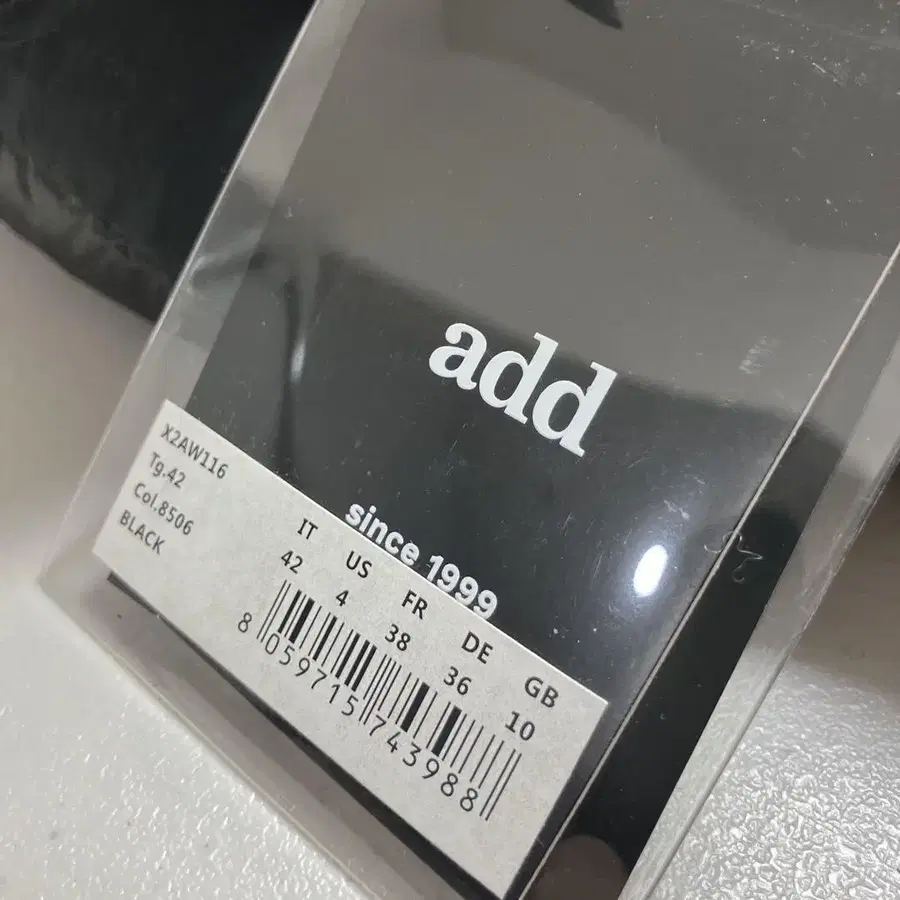 add
since 1999
X2AW116
Tg.42
Col.8506
BLACK
IT US FR DE GB
42 4 38 36 10
8 059715 743988